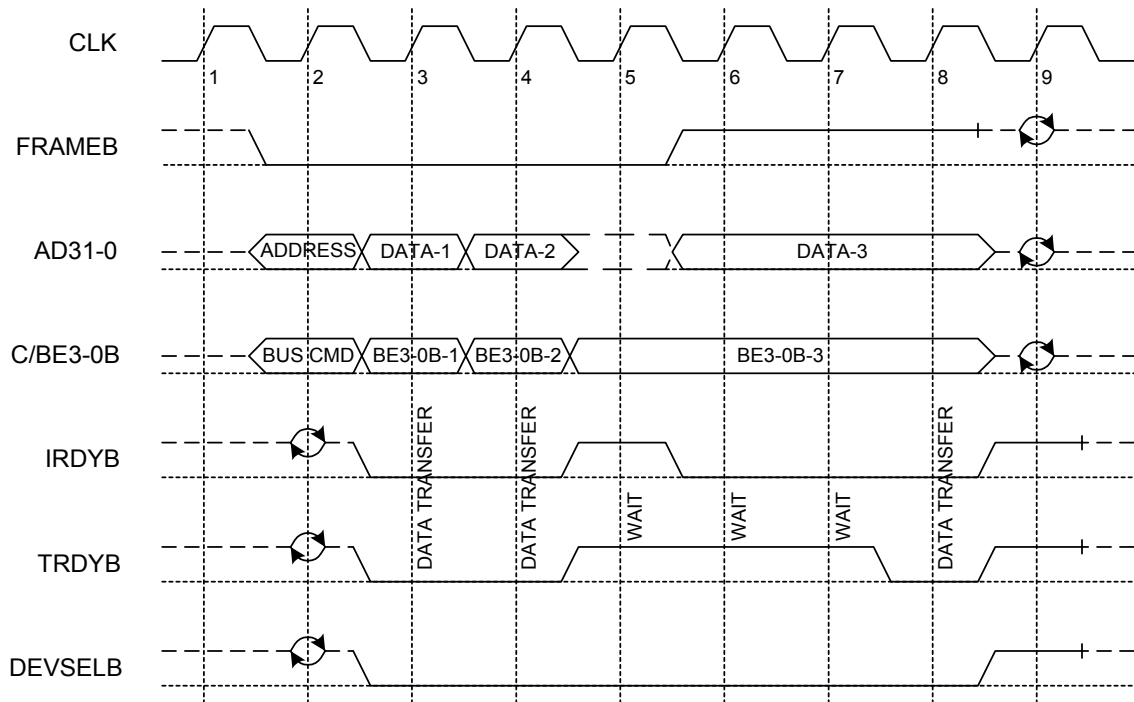 CLK
1 2 3 4 5 6 7 8 9
FRAMEB
AD31-0
ADDRESS DATA-1 DATA-2 DATA-3
C/BE3-0B
BUS CMD BE3-0B-1 BE3-0B-2 BE3-0B-3
IRDYB
DATA TRANSFER
DATA TRANSFER
WAIT
WAIT
WAIT
DATA TRANSFER
TRDYB
DEVSELB